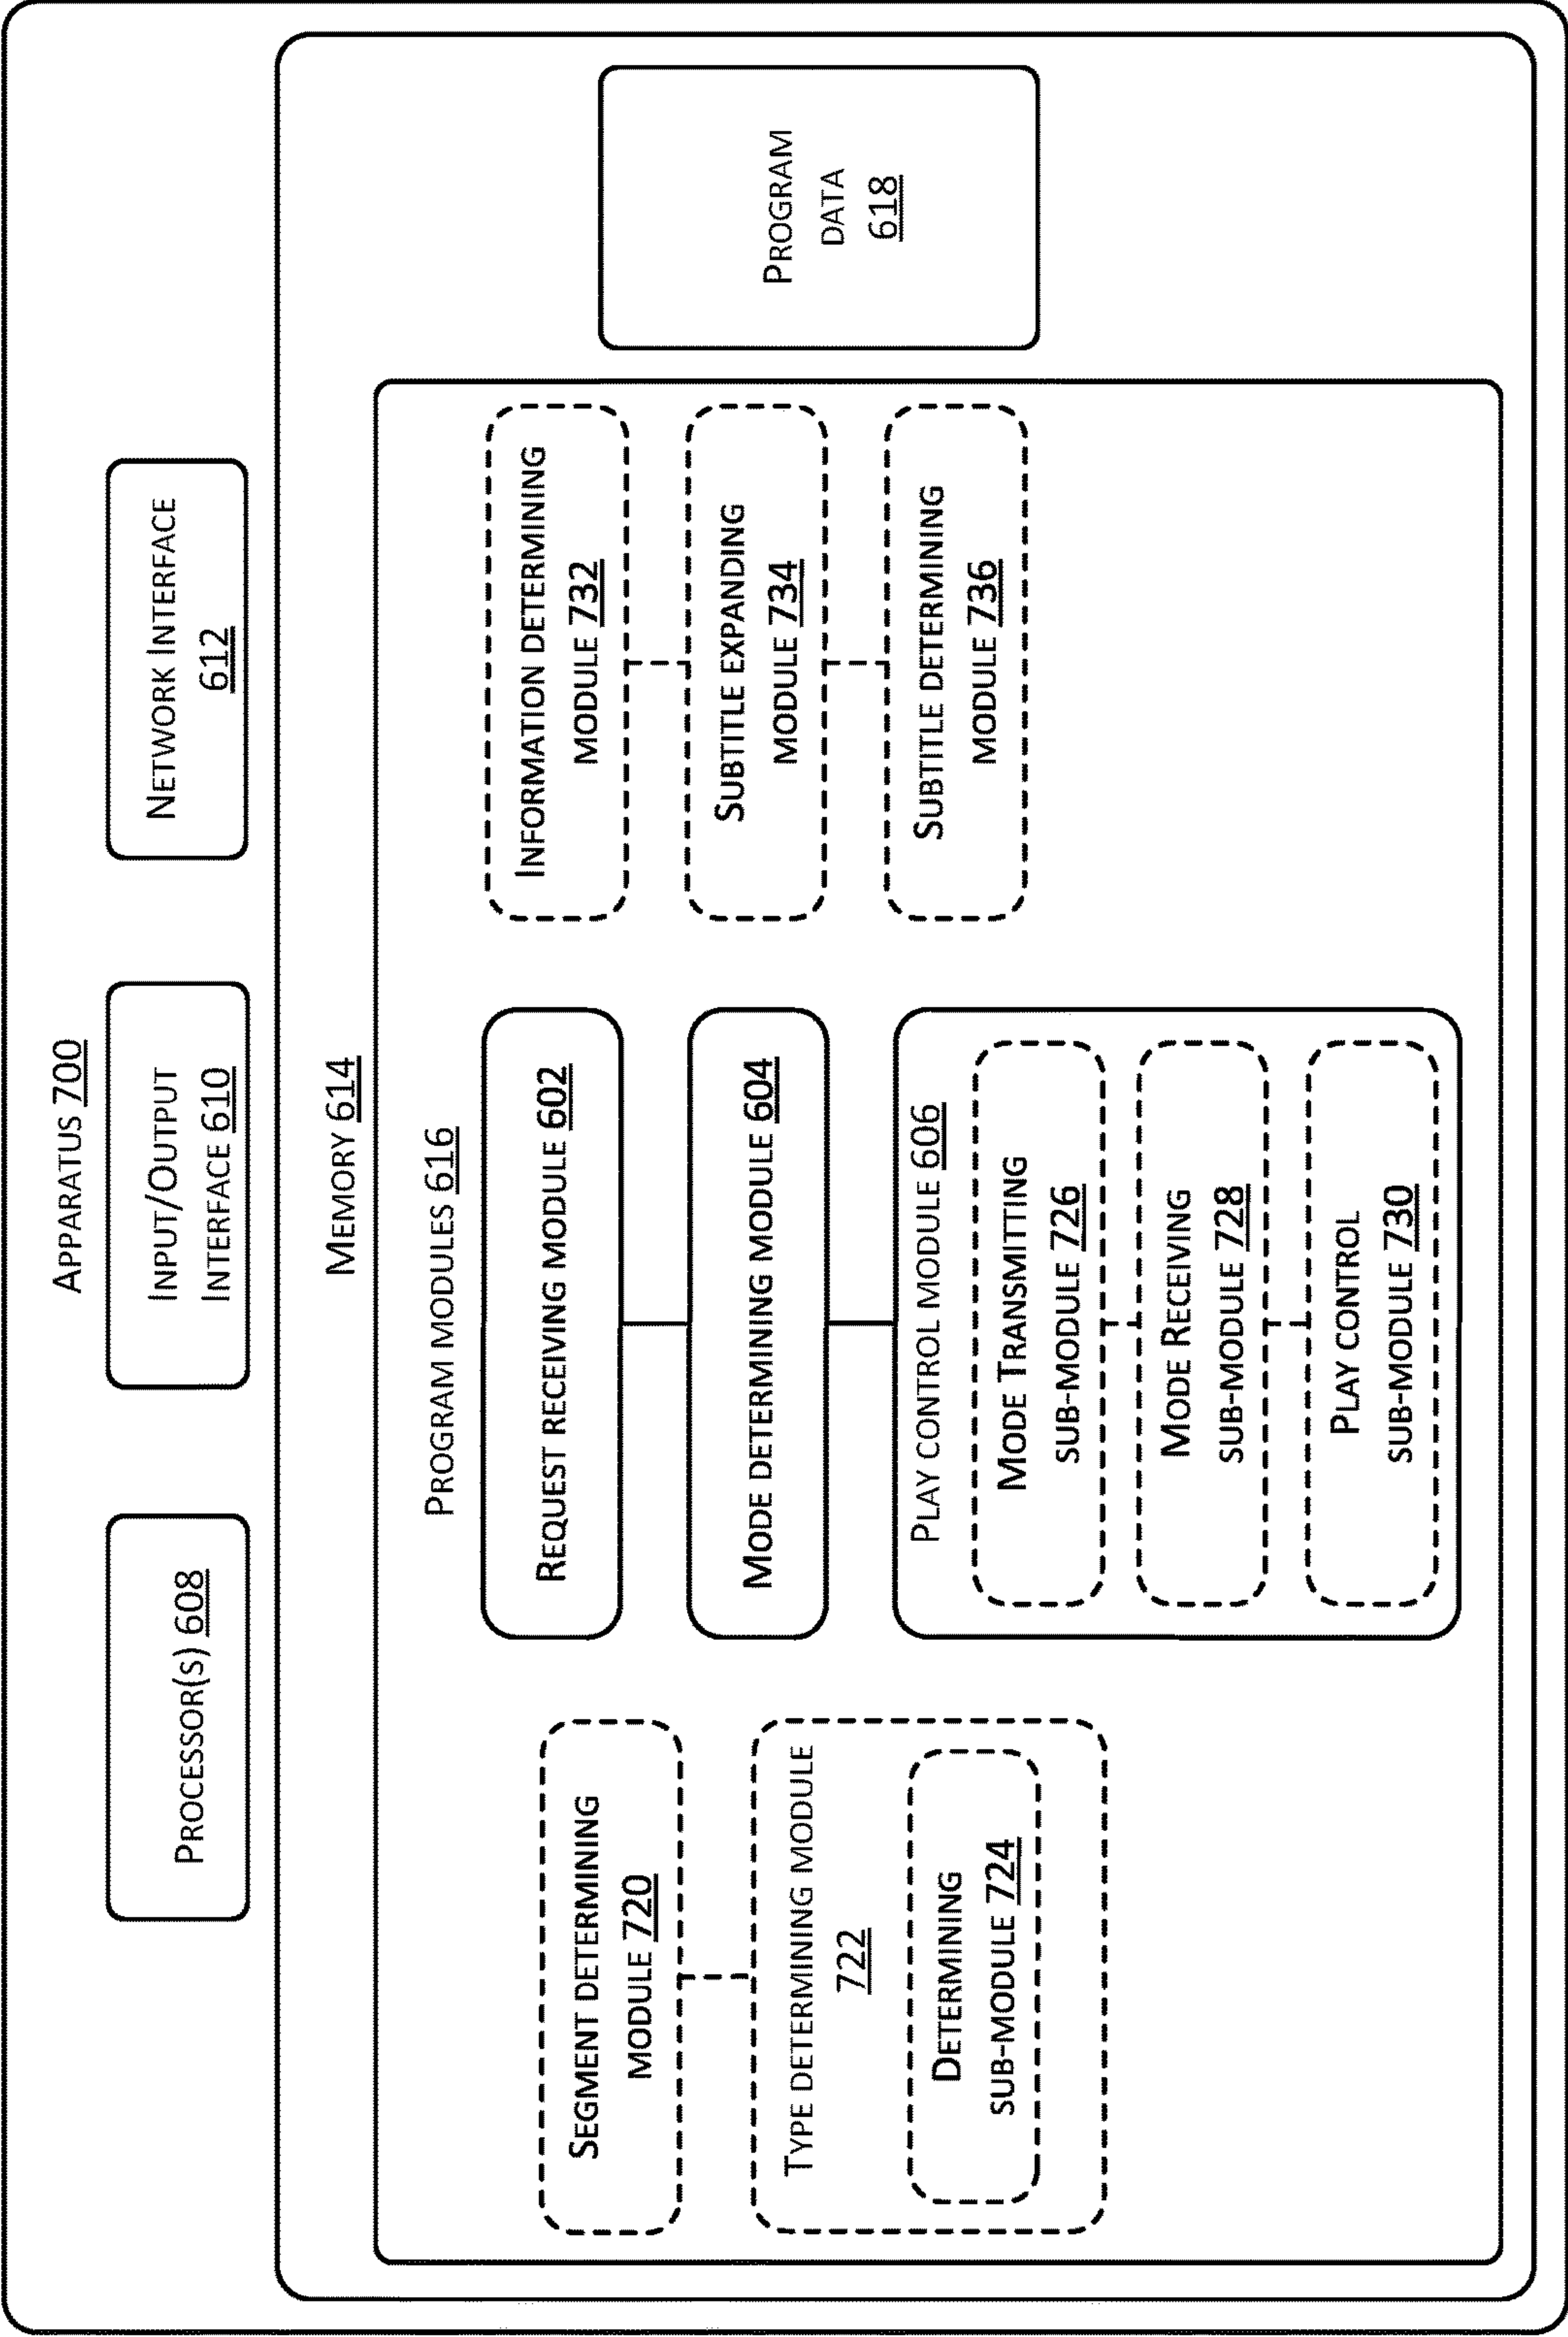 APPARATUS 700
PROCESSOR(S) 608
INPUT/OUTPUT
INTERFACE 610
NETWORK INTERFACE
612
MEMORY 614
PROGRAM MODULES 616
SEGMENT DETERMINING
MODULE 720
TYPE DETERMINING MODULE
722
DETERMINING
SUB-MODULE 724
REQUEST RECEIVING MODULE 602
MODE DETERMINING MODULE 604
PLAY CONTROL MODULE 606
MODE TRANSMITTING
SUB-MODULE 726
MODE RECEIVING
SUB-MODULE 728
PLAY CONTROL
SUB-MODULE 730
INFORMATION DETERMINING
MODULE 732
SUBTITLE EXPANDING
MODULE 734
SUBTITLE DETERMINING
MODULE 736
PROGRAM
DATA
618